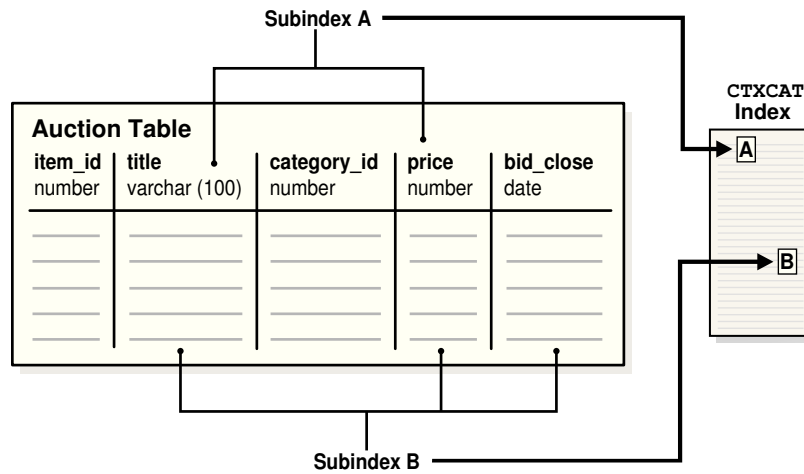 Subindex A
CTXCAT
Index
Auction Table
item_id title category_id price bid_close
number varchar (100) number number date
A
B
Subindex B